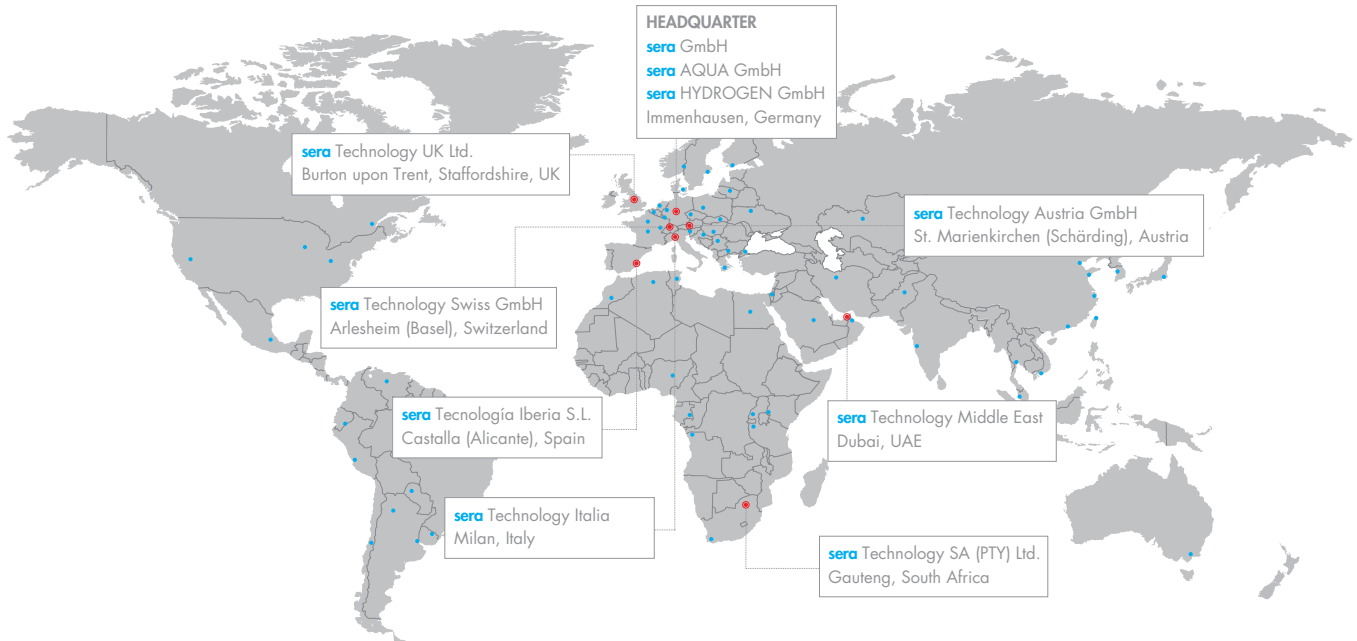 HEADQUARTER
sera GmbH
sera AQUA GmbH
sera HYDROGEN GmbH
Immenhausen, Germany
sera Technology UK Ltd.
Burton upon Trent, Staffordshire, UK
sera Technology Austria GmbH
St. Marienkirchen (Schärding), Austria
sera Technology Swiss GmbH
Arlesheim (Basel), Switzerland
sera Tecnología Iberia S.L.
Castalla (Alicante), Spain
sera Technology Middle East
Dubai, UAE
sera Technology Italia
Milan, Italy
sera Technology SA (PTY) Ltd.
Gauteng, South Africa